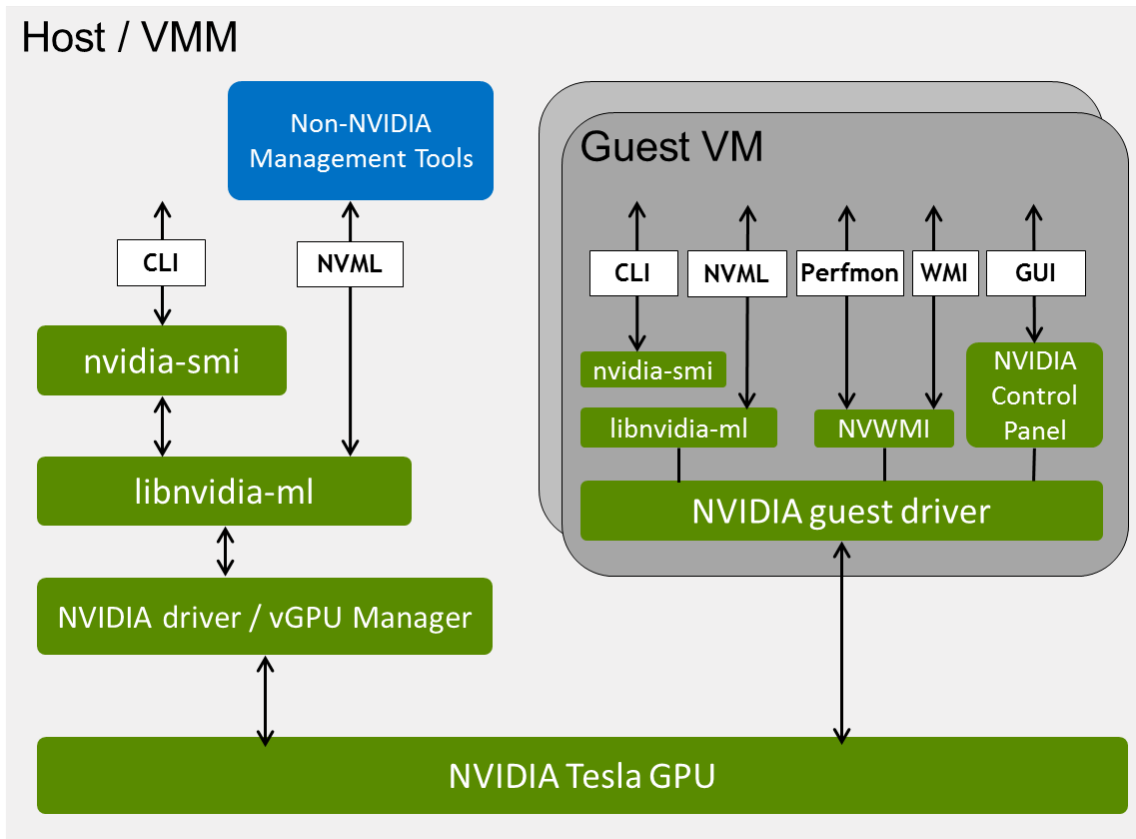 Host / VMM
Non-NVIDIA
Management Tools
CLI
NVML
nvidia-smi
libnvidia-ml
NVIDIA driver / vGPU Manager
Guest VM
CLI
NVML
Perfmon
WMI
GUI
nvidia-smi
libnvidia-ml
NVWMI
NVIDIA
Control
Panel
NVIDIA guest driver
NVIDIA Tesla GPU